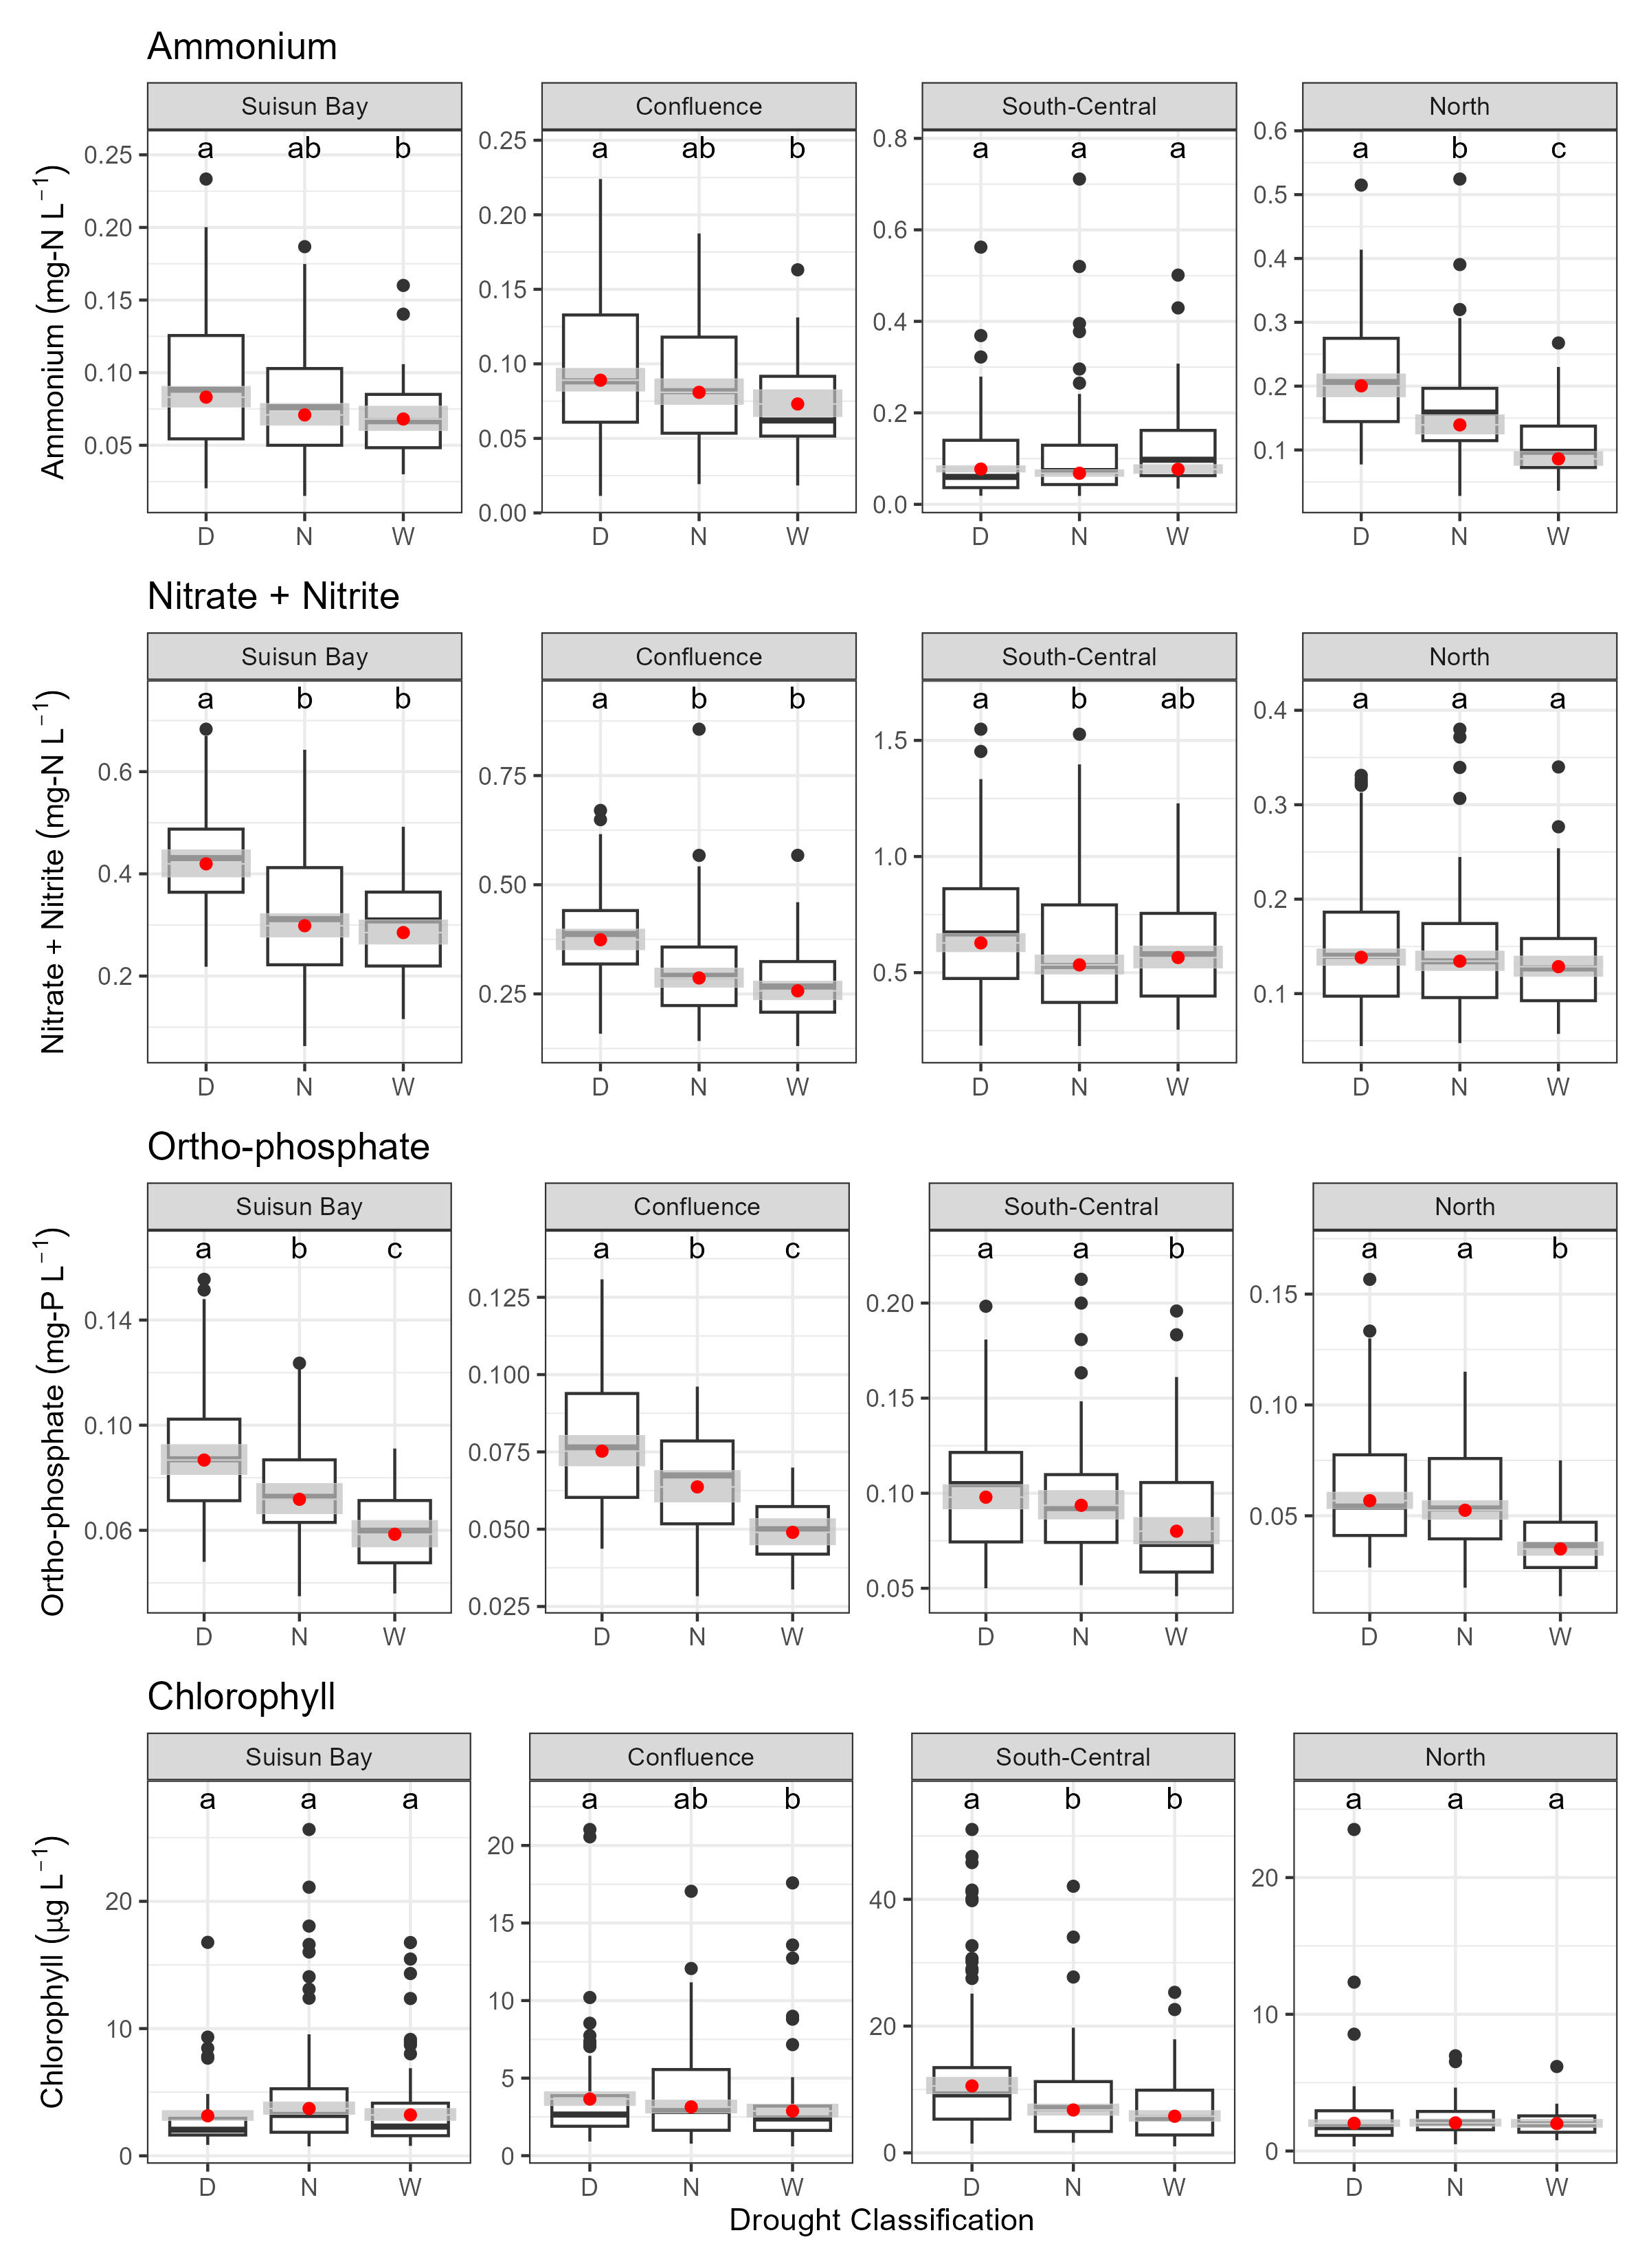 Ammonium
Suisun Bay Confluence South-Central North
a ab b a ab b a a a a b c
Ammonium (mg-N L⁻¹)
0.25 0.20 0.15 0.10 0.05
0.25 0.20 0.15 0.10 0.05 0.00
0.8 0.6 0.4 0.2 0.0
0.6 0.5 0.4 0.3 0.2 0.1
D N W D N W D N W D N W
Nitrate + Nitrite
Suisun Bay Confluence South-Central North
a b b a b b a b ab a a a
Nitrate + Nitrite (mg-N L⁻¹)
0.6 0.4 0.2
0.75 0.50 0.25
1.5 1.0 0.5
0.4 0.3 0.2 0.1
D N W D N W D N W D N W
Ortho-phosphate
Suisun Bay Confluence South-Central North
a b c a b c a a b a a b
Ortho-phosphate (mg-P L⁻¹)
0.14 0.10 0.06
0.125 0.100 0.075 0.050 0.025
0.20 0.15 0.10 0.05
0.15 0.10 0.05
D N W D N W D N W D N W
Chlorophyll
Suisun Bay Confluence South-Central North
a a a a ab b a b b a a a
Chlorophyll (µg L⁻¹)
20 10 0
20 15 10 5 0
40 20 0
20 10 0
D N W D N W D N W D N W
Drought Classification